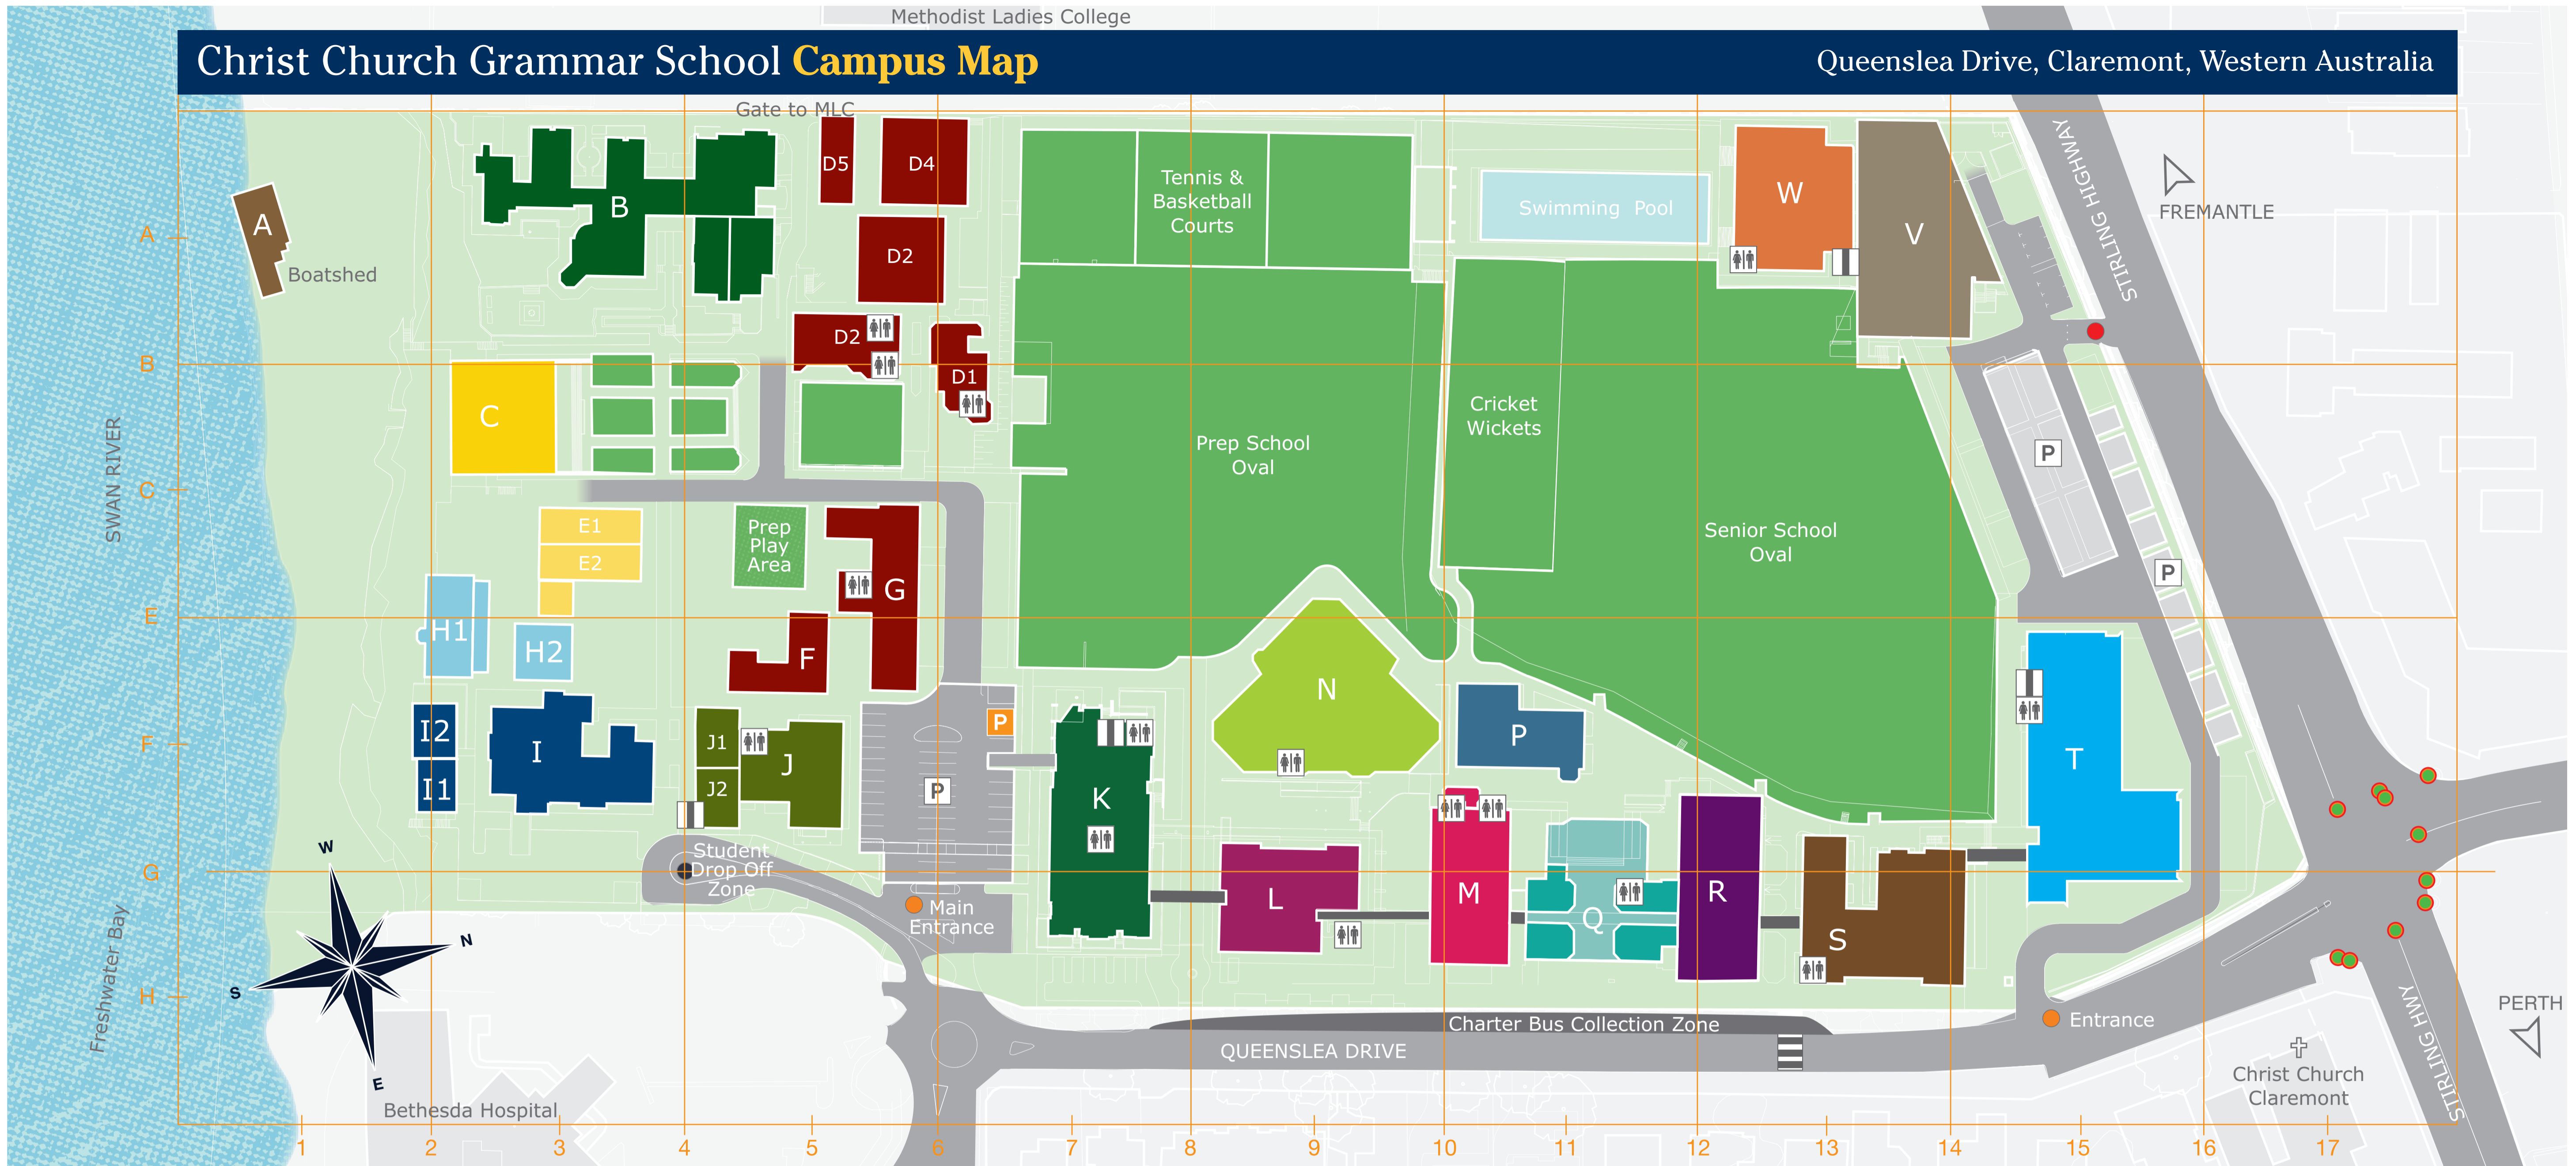 Methodist Ladies College
Christ Church Grammar School Campus Map
Queenslea Drive, Claremont, Western Australia
Gate to MLC
STIRLING HIGHWAY
FREMANTLE
A
Boatshed
B
D5
D4
D2
D2
D1
Tennis &
Basketball
Courts
Swimming Pool
W
V
A
B
C
E
F
G
H
SWAN RIVER
Freshwater Bay
C
E1
E2
Prep
Play
Area
G
F
H1
H2
Prep School
Oval
Cricket
Wickets
Senior School
Oval
P
P
I2
I1
I
J1
J2
J
P
P
K
N
P
T
L
M
Q
R
S
Student
Drop Off
Zone
Main
Entrance
W
N
S
E
Charter Bus Collection Zone
QUEENSLEA DRIVE
Entrance
STIRLING HWY
PERTH
Christ Church
Claremont
Bethesda Hospital
1 2 3 4 5 6 7 8 9 10 11 12 13 14 15 16 17